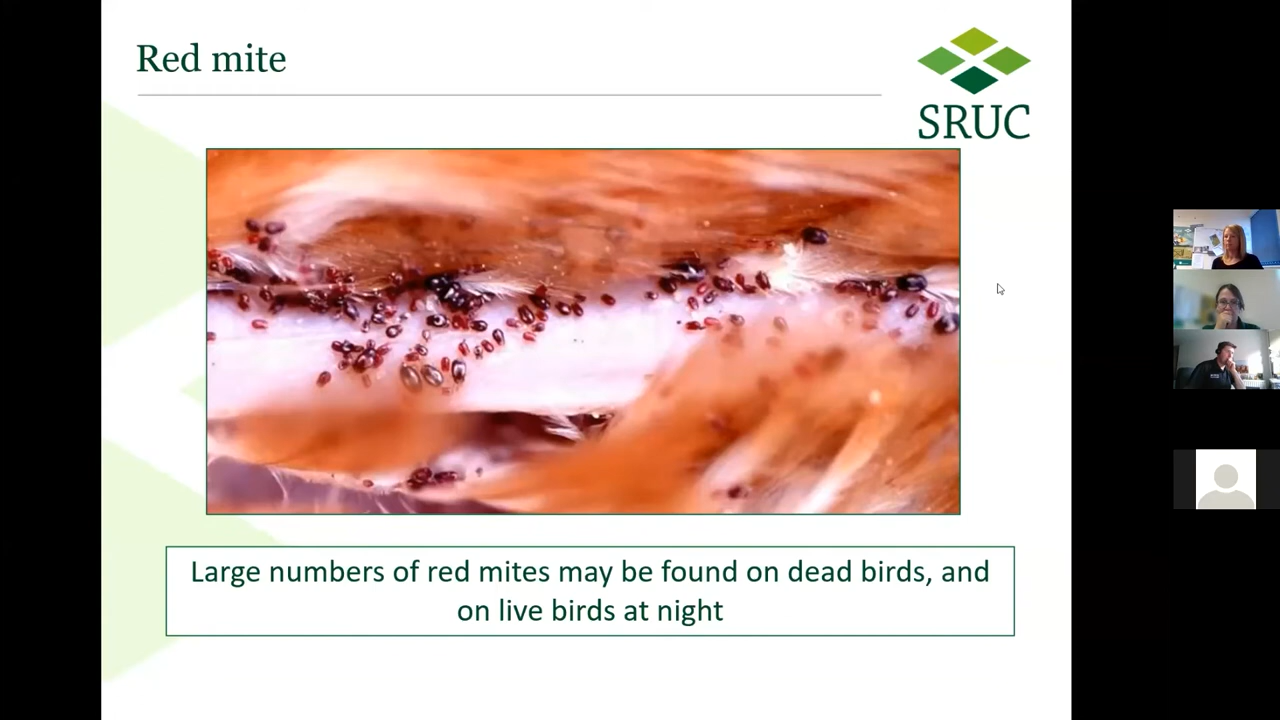 Red mite
SRUC
Large numbers of red mites may be found on dead birds, and
on live birds at night